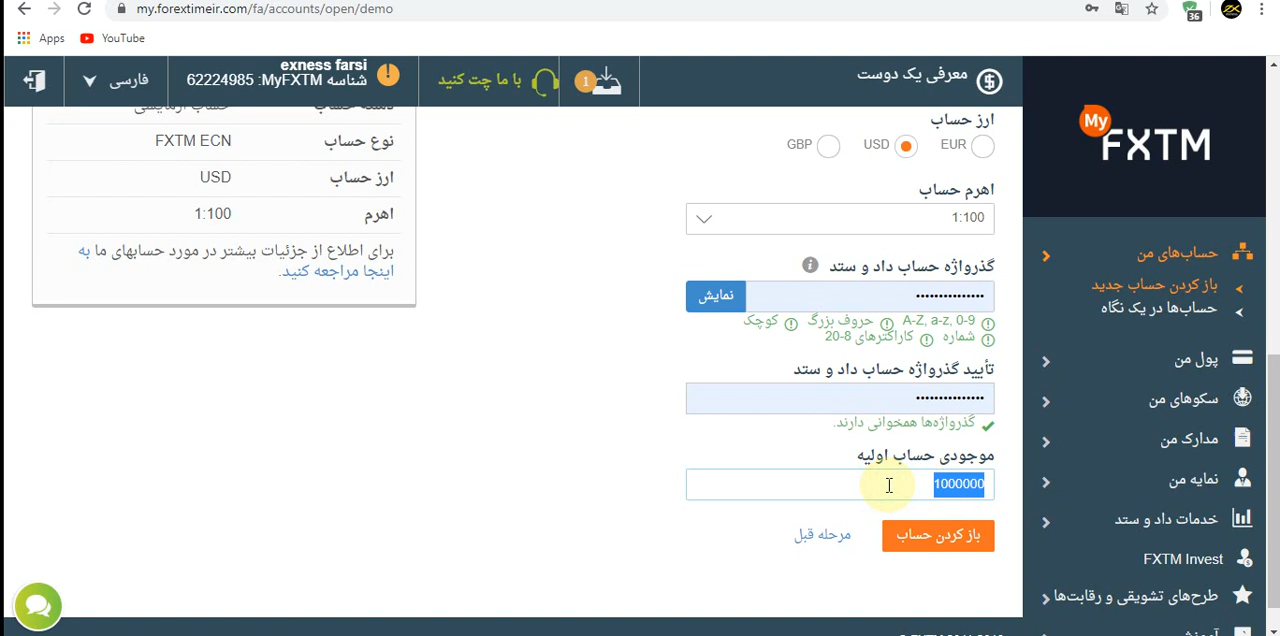 my.forextimeir.com/fa/accounts/open/demo
36
Apps
YouTube
معرفی یک دوست
1
با ما چت کنید
exness farsi
شناسه MyFXTM: 62224985
فارسی
My
FXTM
حساب‌های من
باز کردن حساب جدید
حساب‌ها در یک نگاه
پول من
سکوهای من
مدارک من
نمایه من
خدمات داد و ستد
FXTM Invest
طرح‌های تشویقی و رقابت‌ها
ارز حساب
EUR
USD
GBP
اهرم حساب
1:100
گذرواژه حساب داد و ستد
نمایش
A-Z, a-z, 0-9 حروف بزرگ کوچک
شماره کاراکترهای 8-20
تأیید گذرواژه حساب داد و ستد
گذرواژه‌ها همخوانی دارند.
موجودی حساب اولیه
1000000
باز کردن حساب
مرحله قبل
نوع حساب FXTM ECN
ارز حساب USD
اهرم 1:100
برای اطلاع از جزئیات بیشتر در مورد حسابهای ما به
اینجا مراجعه کنید.